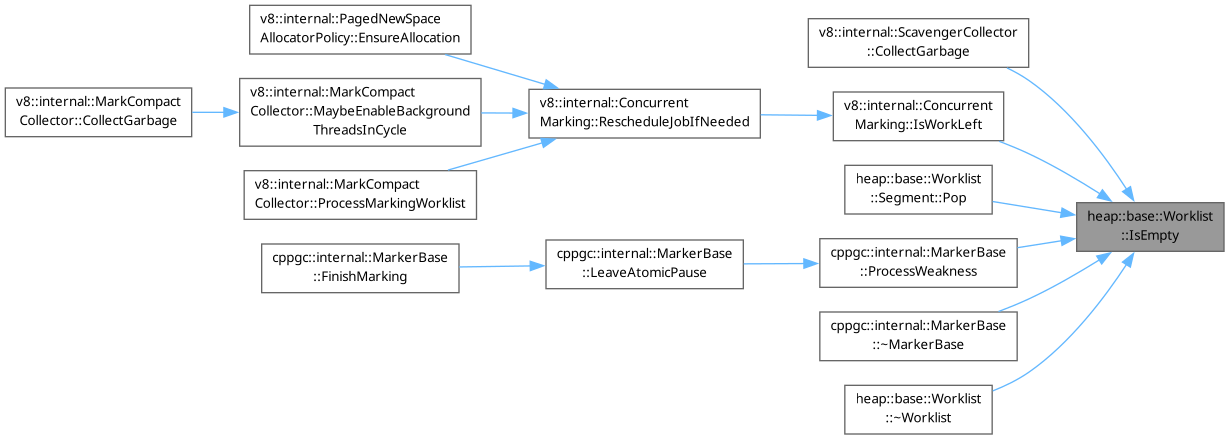 v8::internal::PagedNewSpace
AllocatorPolicy::EnsureAllocation
v8::internal::ScavengerCollector
::CollectGarbage
v8::internal::MarkCompact
Collector::CollectGarbage
v8::internal::MarkCompact
Collector::MaybeEnableBackground
ThreadsInCycle
v8::internal::Concurrent
Marking::RescheduleJobIfNeeded
v8::internal::Concurrent
Marking::IsWorkLeft
v8::internal::MarkCompact
Collector::ProcessMarkingWorklist
heap::base::Worklist
::Segment::Pop
heap::base::Worklist
::IsEmpty
cppgc::internal::MarkerBase
::FinishMarking
cppgc::internal::MarkerBase
::LeaveAtomicPause
cppgc::internal::MarkerBase
::ProcessWeakness
cppgc::internal::MarkerBase
::~MarkerBase
heap::base::Worklist
::~Worklist